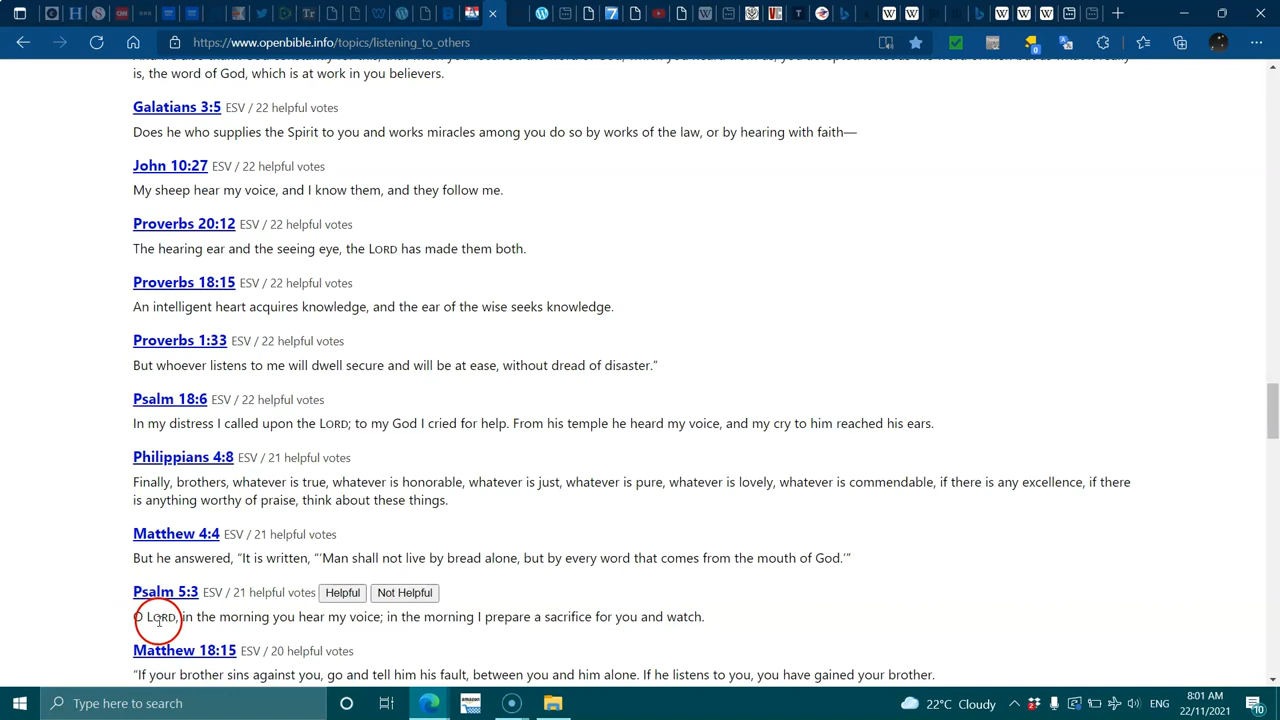 https://www.openbible.info/topics/listening_to_others
is, the word of God, which is at work in you believers.
Galatians 3:5 ESV / 22 helpful votes
Does he who supplies the Spirit to you and works miracles among you do so by works of the law, or by hearing with faith—
John 10:27 ESV / 22 helpful votes
My sheep hear my voice, and I know them, and they follow me.
Proverbs 20:12 ESV / 22 helpful votes
The hearing ear and the seeing eye, the LORD has made them both.
Proverbs 18:15 ESV / 22 helpful votes
An intelligent heart acquires knowledge, and the ear of the wise seeks knowledge.
Proverbs 1:33 ESV / 22 helpful votes
But whoever listens to me will dwell secure and will be at ease, without dread of disaster.”
Psalm 18:6 ESV / 22 helpful votes
In my distress I called upon the LORD; to my God I cried for help. From his temple he heard my voice, and my cry to him reached his ears.
Philippians 4:8 ESV / 21 helpful votes
Finally, brothers, whatever is true, whatever is honorable, whatever is just, whatever is pure, whatever is lovely, whatever is commendable, if there is any excellence, if there
is anything worthy of praise, think about these things.
Matthew 4:4 ESV / 21 helpful votes
But he answered, “It is written, “‘Man shall not live by bread alone, but by every word that comes from the mouth of God.’”
Psalm 5:3 ESV / 21 helpful votes Helpful Not Helpful
O LORD, in the morning you hear my voice; in the morning I prepare a sacrifice for you and watch.
Matthew 18:15 ESV / 20 helpful votes
“If your brother sins against you, go and tell him his fault, between you and him alone. If he listens to you, you have gained your brother.
Type here to search
22°C Cloudy
ENG
8:01 AM
22/11/2021
10